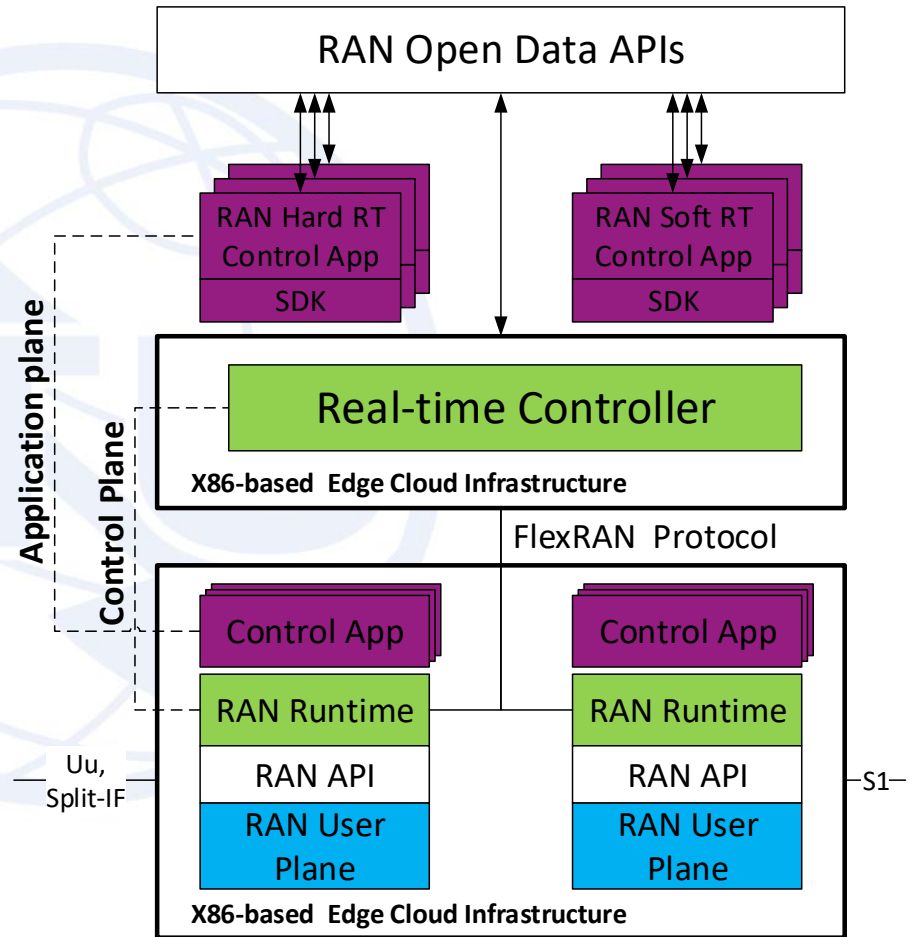 RAN Open Data APIs
RAN Hard RT
Control App
SDK
RAN Soft RT
Control App
SDK
Application plane
Control Plane
Real-time Controller
X86-based Edge Cloud Infrastructure
FlexRAN Protocol
Control App
Control App
RAN Runtime
RAN Runtime
Uu,
Split-IF
RAN API
RAN API
S1
RAN User
Plane
RAN User
Plane
X86-based Edge Cloud Infrastructure